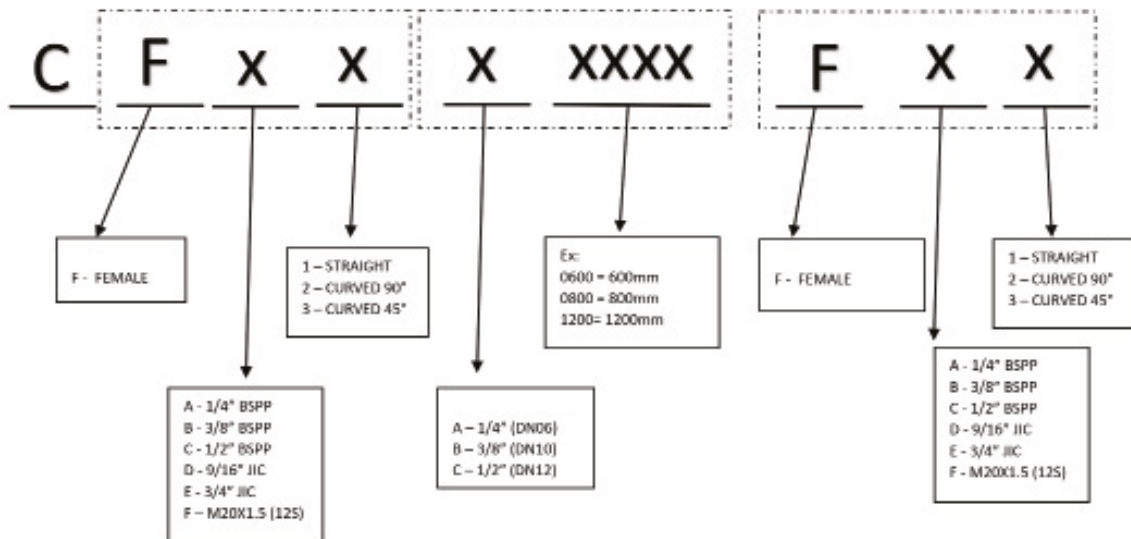 C F x x x xxxx F x x
F - FEMALE
1 – STRAIGHT
2 – CURVED 90°
3 – CURVED 45°
Ex:
0600 = 600mm
0800 = 800mm
1200= 1200mm
F - FEMALE
1 – STRAIGHT
2 – CURVED 90°
3 – CURVED 45°
A - 1/4" BSPP
B - 3/8" BSPP
C - 1/2" BSPP
D - 9/16" JIC
E - 3/4" JIC
F – M20X1.5 (12S)
A – 1/4" (DN06)
B – 3/8" (DN10)
C – 1/2" (DN12)
A - 1/4" BSPP
B - 3/8" BSPP
C - 1/2" BSPP
D - 9/16" JIC
E - 3/4" JIC
F - M20X1.5 (12S)